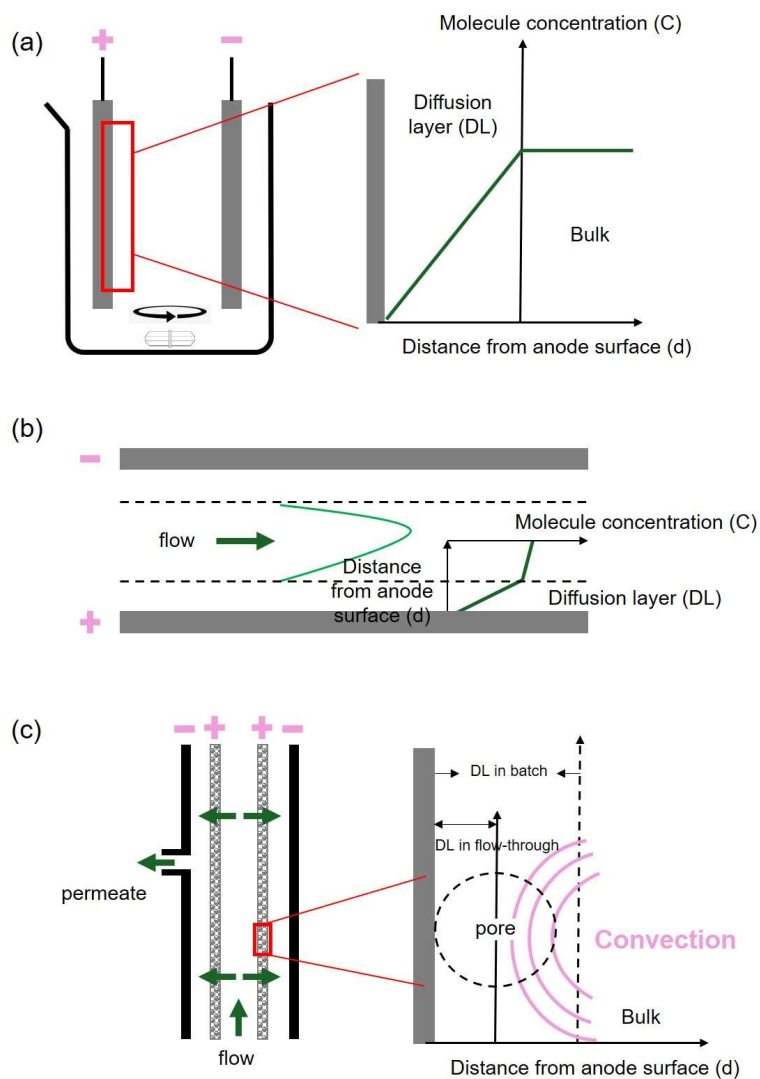 (a)
+
−
Molecule concentration (C)
Diffusion
layer (DL)
Bulk
Distance from anode surface (d)
(b)
−
flow
Molecule concentration (C)
Distance
from anode
surface (d)
Diffusion layer (DL)
+
(c)
− + + −
DL in batch
DL in flow-through
permeate
pore
Convection
Bulk
flow
Distance from anode surface (d)